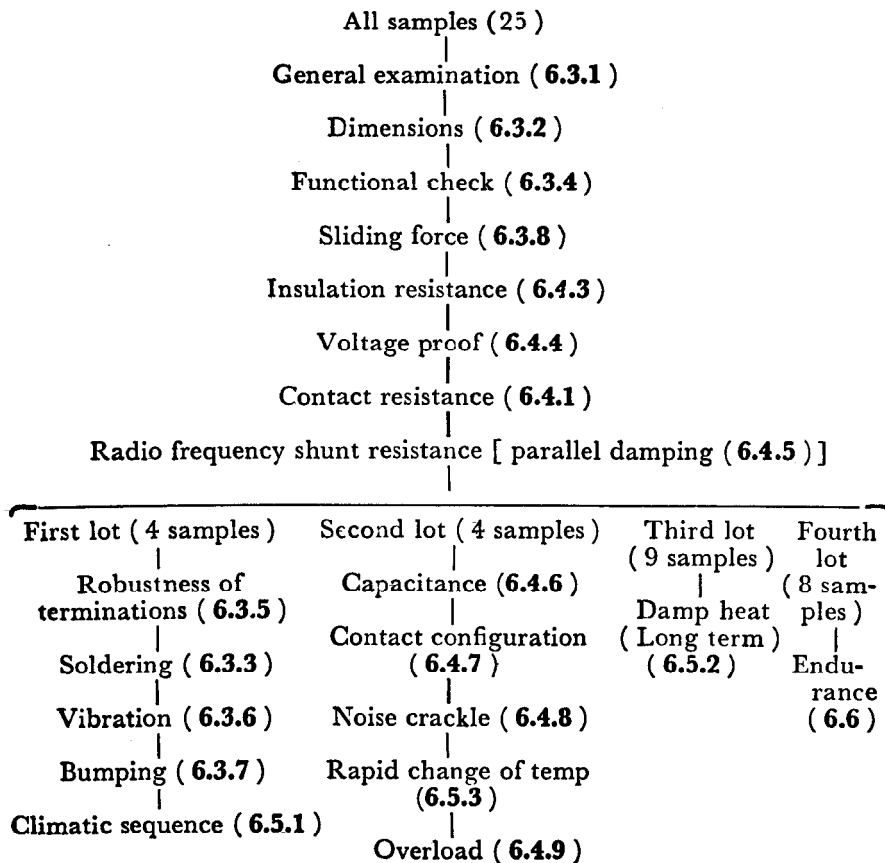 All samples (25)
General examination (6.3.1)
Dimensions (6.3.2)
Functional check (6.3.4)
Sliding force (6.3.8)
Insulation resistance (6.4.3)
Voltage proof (6.4.4)
Contact resistance (6.4.1)
Radio frequency shunt resistance [ parallel damping (6.4.5)]
First lot (4 samples)
Robustness of
terminations (6.3.5)
Soldering (6.3.3)
Vibration (6.3.6)
Bumping (6.3.7)
Climatic sequence (6.5.1)
Second lot (4 samples)
Capacitance (6.4.6)
Contact configuration
(6.4.7)
Noise crackle (6.4.8)
Rapid change of temp
(6.5.3)
Overload (6.4.9)
Third lot
(9 samples)
Damp heat
(Long term)
(6.5.2)
Fourth
lot
(8 sam-
ples)
Endu-
rance
(6.6)